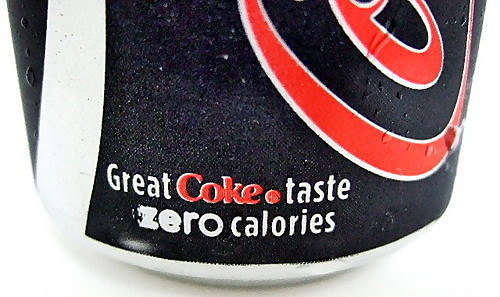 Great Coke. taste
zero calories